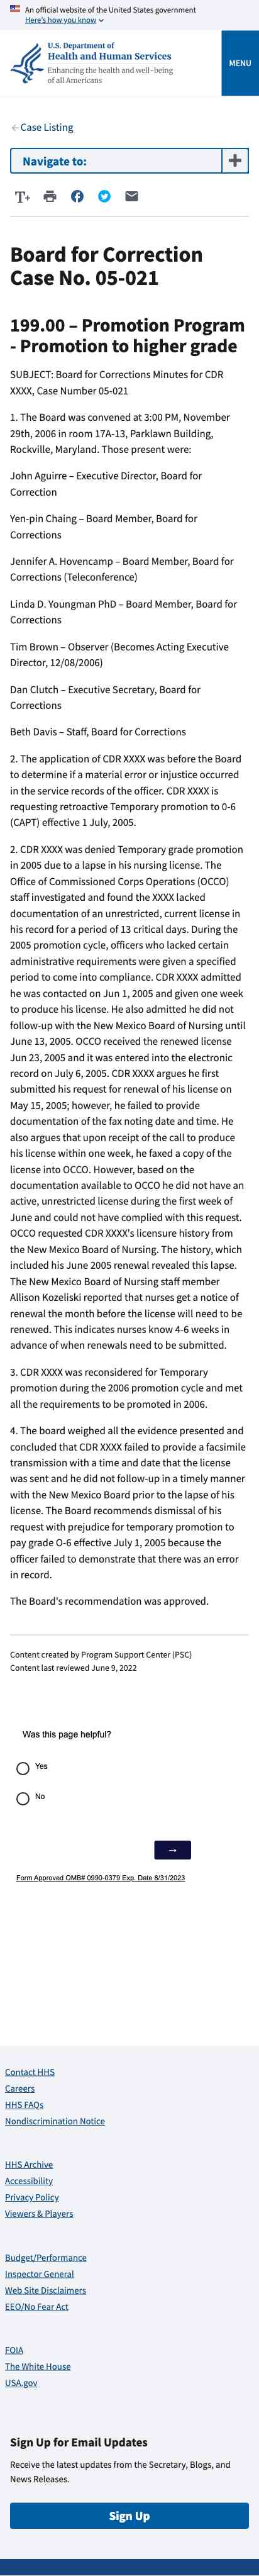 An official website of the United States government
Here's how you know
U.S. Department of
Health and Human Services
Enhancing the health and well-being
of all Americans
MENU
Case Listing
Navigate to:
T+
Board for Correction
Case No. 05-021
199.00 – Promotion Program
- Promotion to higher grade
SUBJECT: Board for Corrections Minutes for CDR
XXXX, Case Number 05-021
1. The Board was convened at 3:00 PM, November
29th, 2006 in room 17A-13, Parklawn Building,
Rockville, Maryland. Those present were:
John Aguirre – Executive Director, Board for
Correction
Yen-pin Chaing – Board Member, Board for
Corrections
Jennifer A. Hovencamp – Board Member, Board for
Corrections (Teleconference)
Linda D. Youngman PhD – Board Member, Board for
Corrections
Tim Brown – Observer (Becomes Acting Executive
Director, 12/08/2006)
Dan Clutch – Executive Secretary, Board for
Corrections
Beth Davis – Staff, Board for Corrections
2. The application of CDR XXXX was before the Board
to determine if a material error or injustice occurred
in the service records of the officer. CDR XXXX is
requesting retroactive Temporary promotion to 0-6
(CAPT) effective 1 July, 2005.
2. CDR XXXX was denied Temporary grade promotion
in 2005 due to a lapse in his nursing license. The
Office of Commissioned Corps Operations (OCCO)
staff investigated and found the XXXX lacked
documentation of an unrestricted, current license in
his record for a period of 13 critical days. During the
2005 promotion cycle, officers who lacked certain
administrative requirements were given a specified
period to come into compliance. CDR XXXX admitted
he was contacted on Jun 1, 2005 and given one week
to produce his license. He also admitted he did not
follow-up with the New Mexico Board of Nursing until
June 13, 2005. OCCO received the renewed license
Jun 23, 2005 and it was entered into the electronic
record on July 6, 2005. CDR XXXX argues he first
submitted his request for renewal of his license on
May 15, 2005; however, he failed to provide
documentation of the fax noting date and time. He
also argues that upon receipt of the call to produce
his license within one week, he faxed a copy of the
license into OCCO. However, based on the
documentation available to OCCO he did not have an
active, unrestricted license during the first week of
June and could not have complied with this request.
OCCO requested CDR XXXX's licensure history from
the New Mexico Board of Nursing. The history, which
included his June 2005 renewal revealed this lapse.
The New Mexico Board of Nursing staff member
Allison Kozeliski reported that nurses get a notice of
renewal the month before the license will need to be
renewed. This indicates nurses know 4-6 weeks in
advance of when renewals need to be submitted.
3. CDR XXXX was reconsidered for Temporary
promotion during the 2006 promotion cycle and met
all the requirements to be promoted in 2006.
4. The board weighed all the evidence presented and
concluded that CDR XXXX failed to provide a facsimile
transmission with a time and date that the license
was sent and he did not follow-up in a timely manner
with the New Mexico Board prior to the lapse of his
license. The Board recommends dismissal of his
request with prejudice for temporary promotion to
pay grade O-6 effective July 1, 2005 because the
officer failed to demonstrate that there was an error
in record.
The Board's recommendation was approved.
Content created by Program Support Center (PSC)
Content last reviewed June 9, 2022
Was this page helpful?
Yes
No
→
Form Approved OMB# 0990-0379 Exp. Date 8/31/2023
Contact HHS
Careers
HHS FAQs
Nondiscrimination Notice
HHS Archive
Accessibility
Privacy Policy
Viewers & Players
Budget/Performance
Inspector General
Web Site Disclaimers
EEO/No Fear Act
FOIA
The White House
USA.gov
Sign Up for Email Updates
Receive the latest updates from the Secretary, Blogs, and
News Releases.
Sign Up